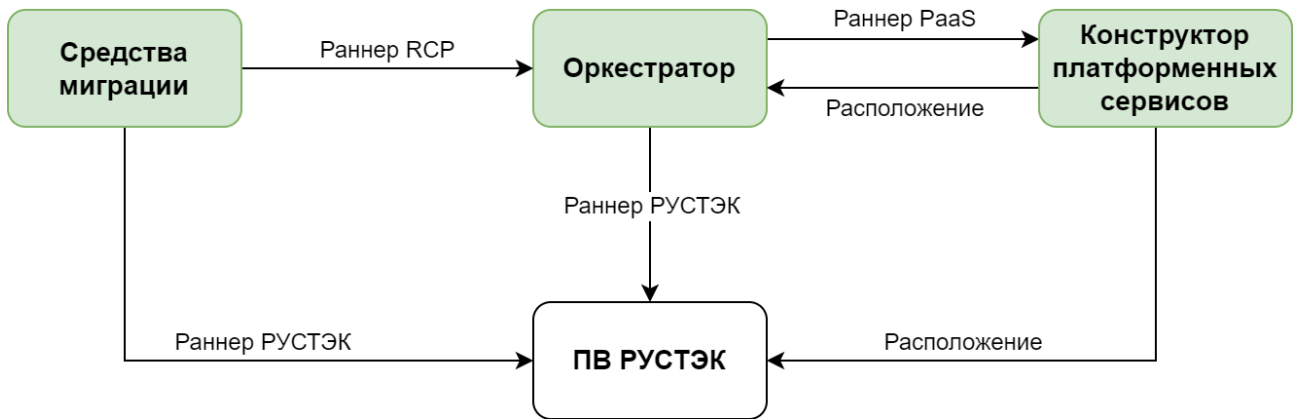 Средства
миграции
Раннер RCP
Оркестратор
Раннер PaaS
Расположение
Конструктор
платформенных
сервисов
Раннер РУСТЭК
Раннер РУСТЭК
ПВ РУСТЭК
Расположение